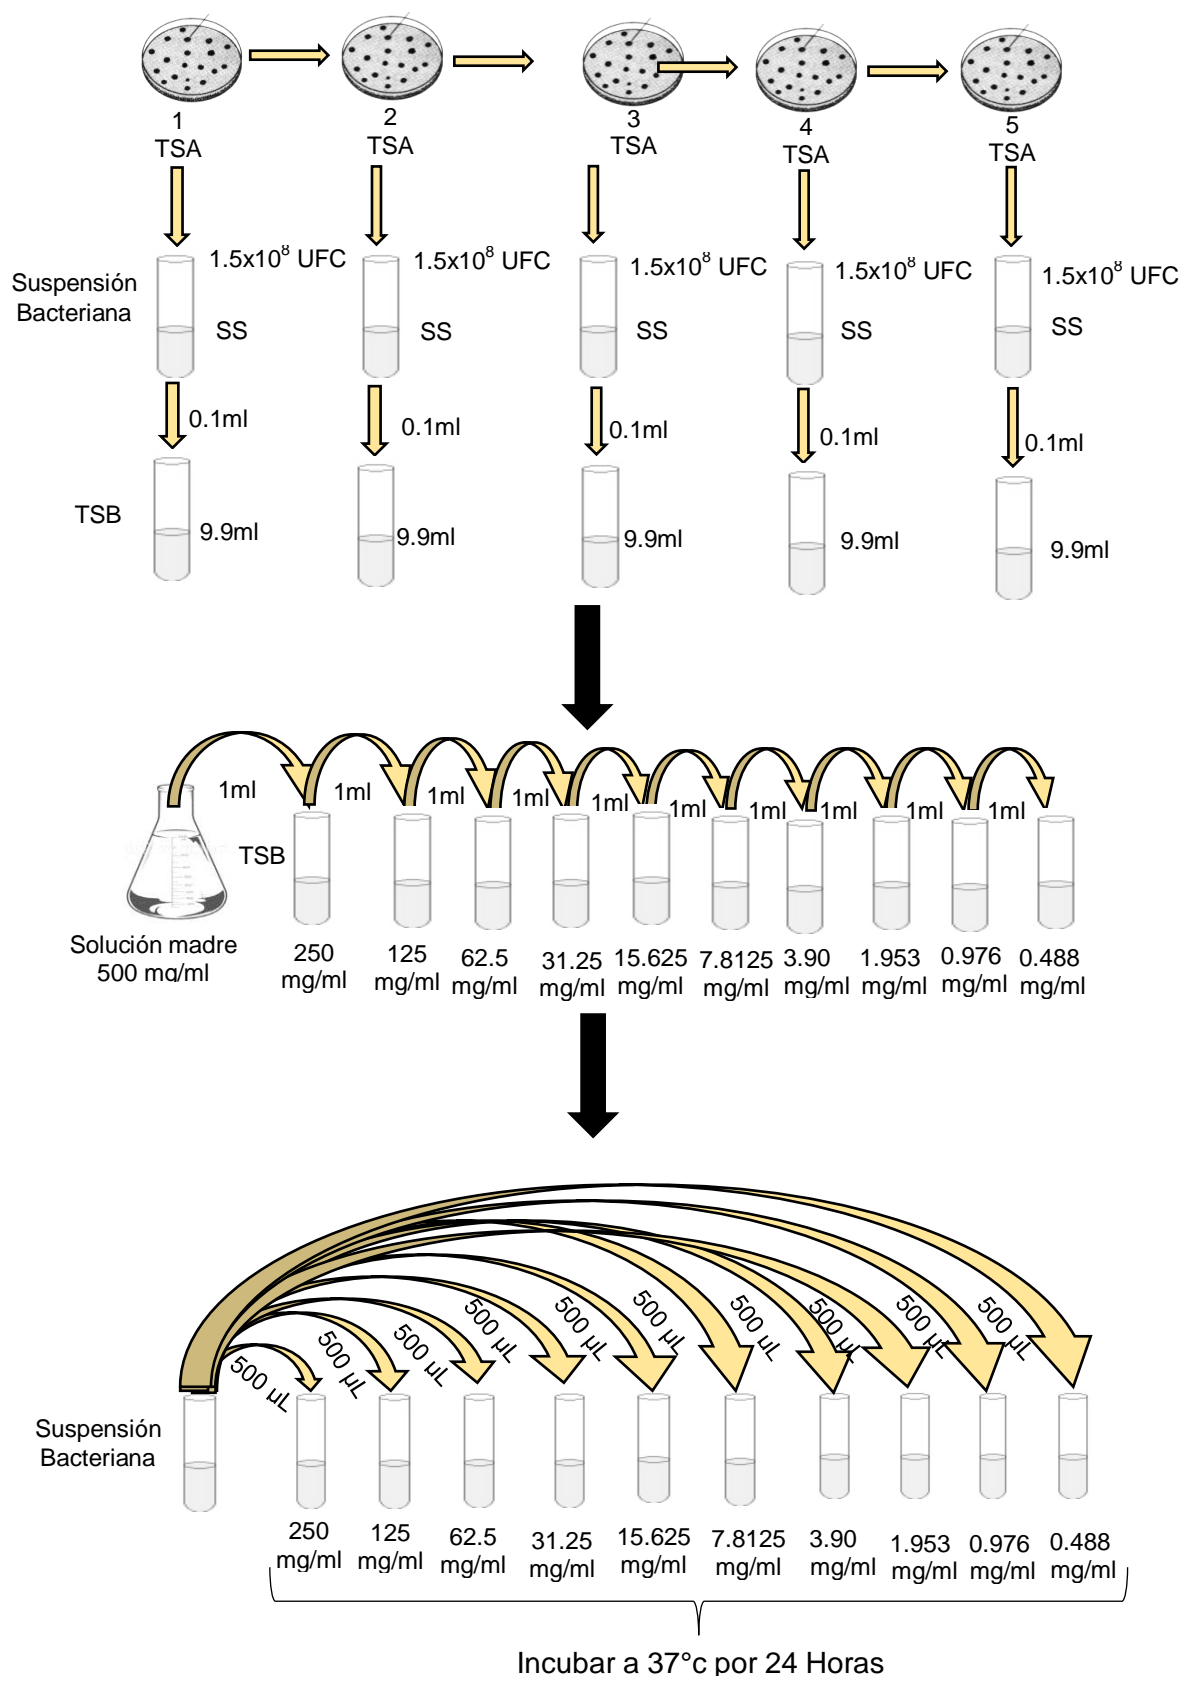 1
TSA
2
TSA
3
TSA
4
TSA
5
TSA
Suspensión
Bacteriana
1.5x10⁸ UFC
1.5x10⁸ UFC
1.5x10⁸ UFC
1.5x10⁸ UFC
1.5x10⁸ UFC
SS
SS
SS
SS
SS
0.1ml
0.1ml
0.1ml
0.1ml
0.1ml
TSB
9.9ml
9.9ml
9.9ml
9.9ml
9.9ml
1ml
1ml
1ml
1ml
1ml
1ml
1ml
1ml
1ml
1ml
TSB
Solución madre
500 mg/ml
250
mg/ml
125
mg/ml
62.5
mg/ml
31.25
mg/ml
15.625
mg/ml
7.8125
mg/ml
3.90
mg/ml
1.953
mg/ml
0.976
mg/ml
0.488
mg/ml
500 µL
500 µL
500 µL
500 µL
500 µL
500 µL
500 µL
500 µL
500 µL
500 µL
Suspensión
Bacteriana
250
mg/ml
125
mg/ml
62.5
mg/ml
31.25
mg/ml
15.625
mg/ml
7.8125
mg/ml
3.90
mg/ml
1.953
mg/ml
0.976
mg/ml
0.488
mg/ml
Incubar a 37°c por 24 Horas